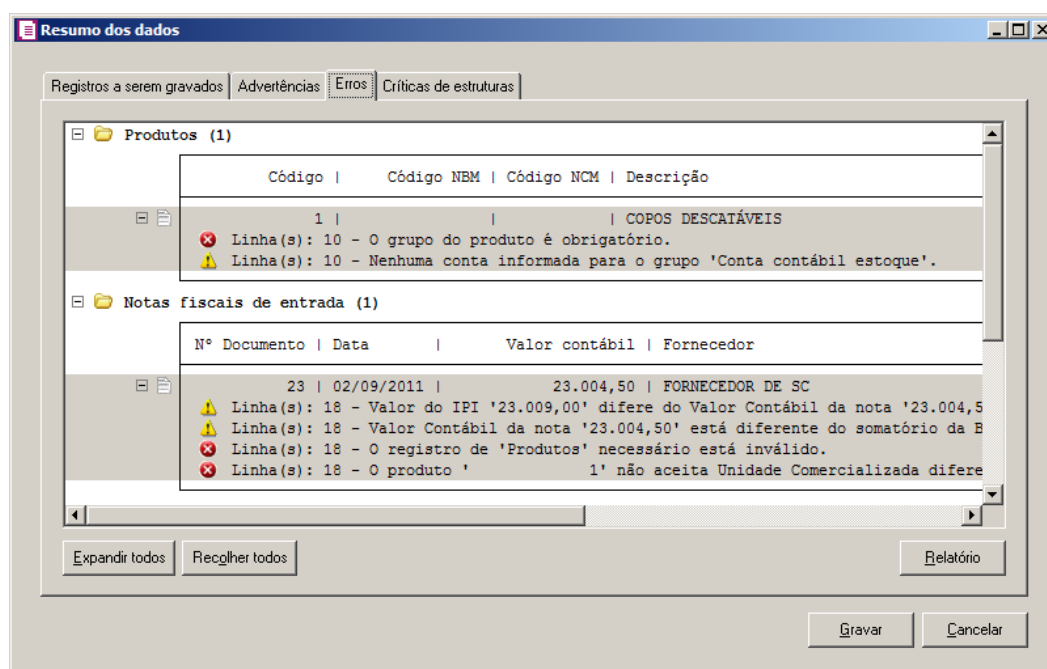 Resumo dos dados
Registros a serem gravados Advertências Erros Críticas de estruturas
Produtos (1)
Código | Código NBM | Código NCM | Descrição
1 | | | COPOS DESCATÁVEIS
Linha(s): 10 - O grupo do produto é obrigatório.
Linha(s): 10 - Nenhuma conta informada para o grupo 'Conta contábil estoque'.
Notas fiscais de entrada (1)
Nº Documento | Data | Valor contábil | Fornecedor
23 | 02/09/2011 | 23.004,50 | FORNECEDOR DE SC
Linha(s): 18 - Valor do IPI '23.009,00' difere do Valor Contábil da nota '23.004,5
Linha(s): 18 - Valor Contábil da nota '23.004,50' está diferente do somatório da B
Linha(s): 18 - O registro de 'Produtos' necessário está inválido.
Linha(s): 18 - O produto ' 1' não aceita Unidade Comercializada difere
Expandir todos Recolher todos Relatório
Gravar Cancelar